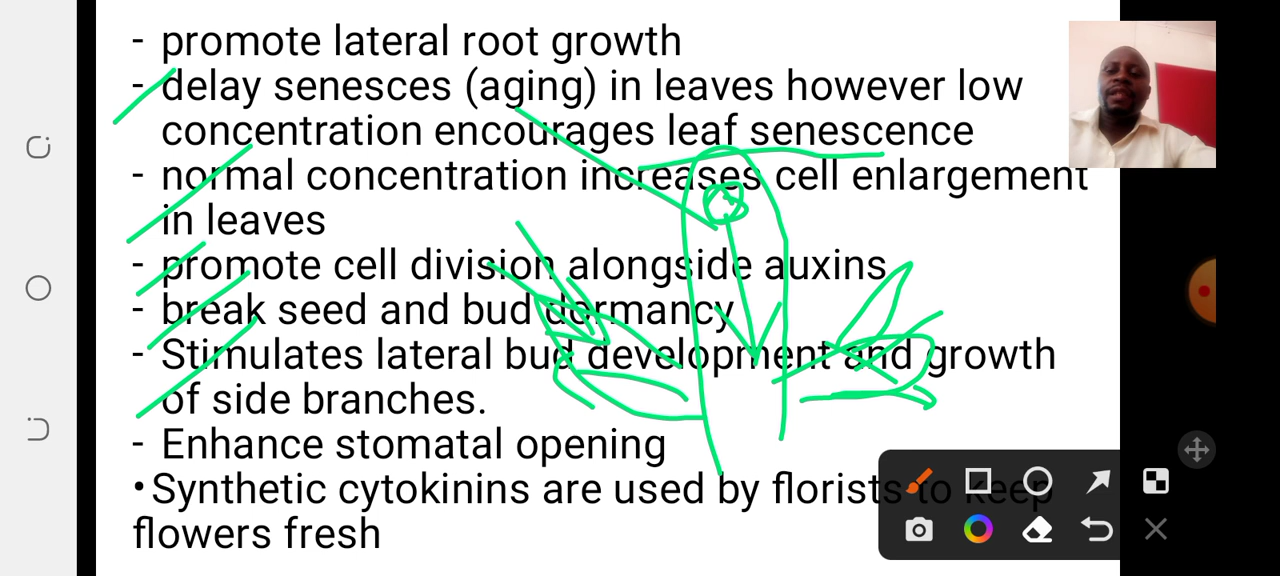 - promote lateral root growth
- delay senesces (aging) in leaves however low
concentration encourages leaf senescence
- normal concentration increases cell enlargement
in leaves
- promote cell division alongside auxins
- break seed and bud dormancy
- Stimulates lateral bud development and growth
of side branches.
- Enhance stomatal opening
•Synthetic cytokinins are used by florists to keep
flowers fresh